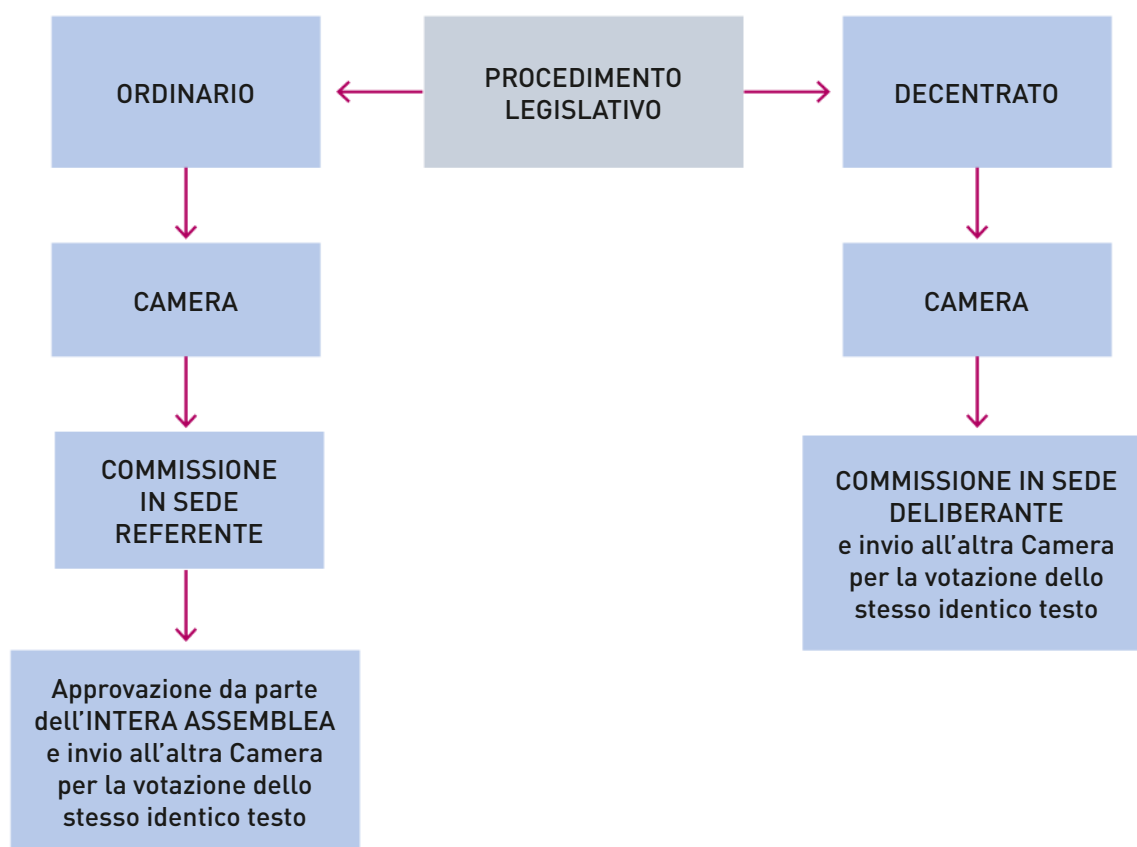 PROCEDIMENTO
LEGISLATIVO
ORDINARIO
CAMERA
COMMISSIONE
IN SEDE
REFERENTE
Approvazione da parte
dell'INTERA ASSEMBLEA
e invio all'altra Camera
per la votazione dello
stesso identico testo
DECENTRATO
CAMERA
COMMISSIONE IN SEDE
DELIBERANTE
e invio all'altra Camera
per la votazione dello
stesso identico testo